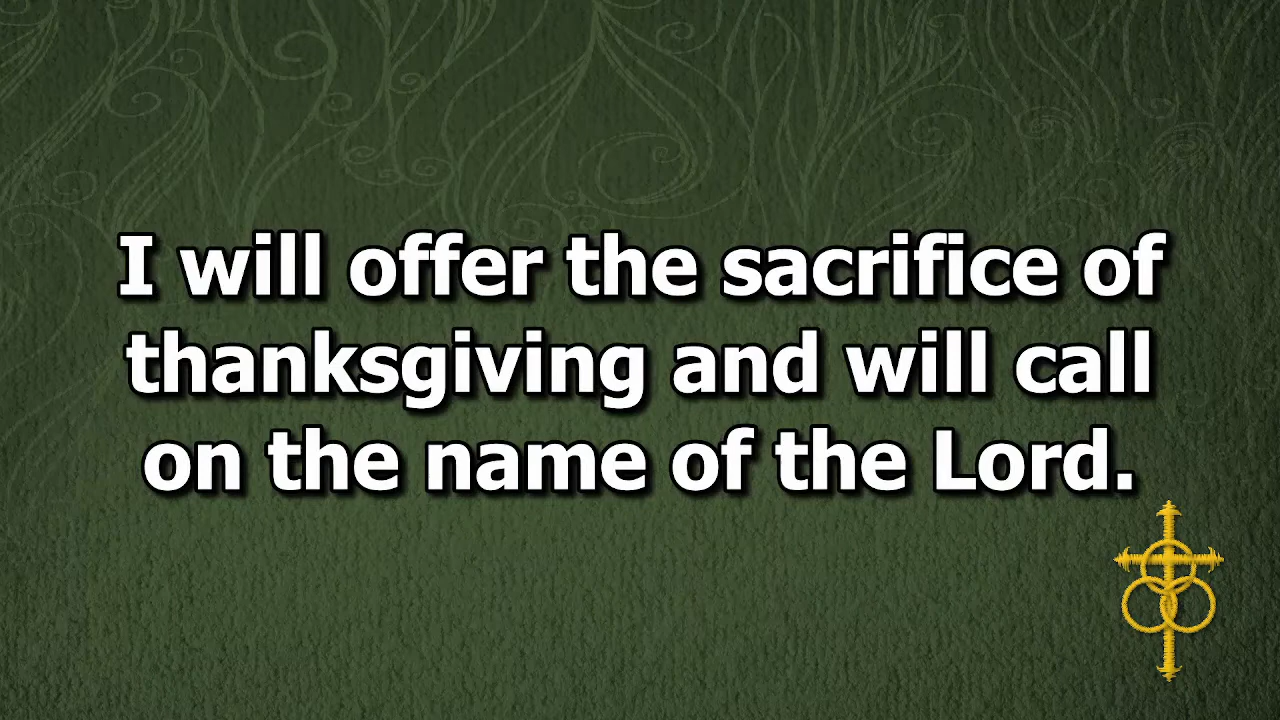 I will offer the sacrifice of
thanksgiving and will call
on the name of the Lord.